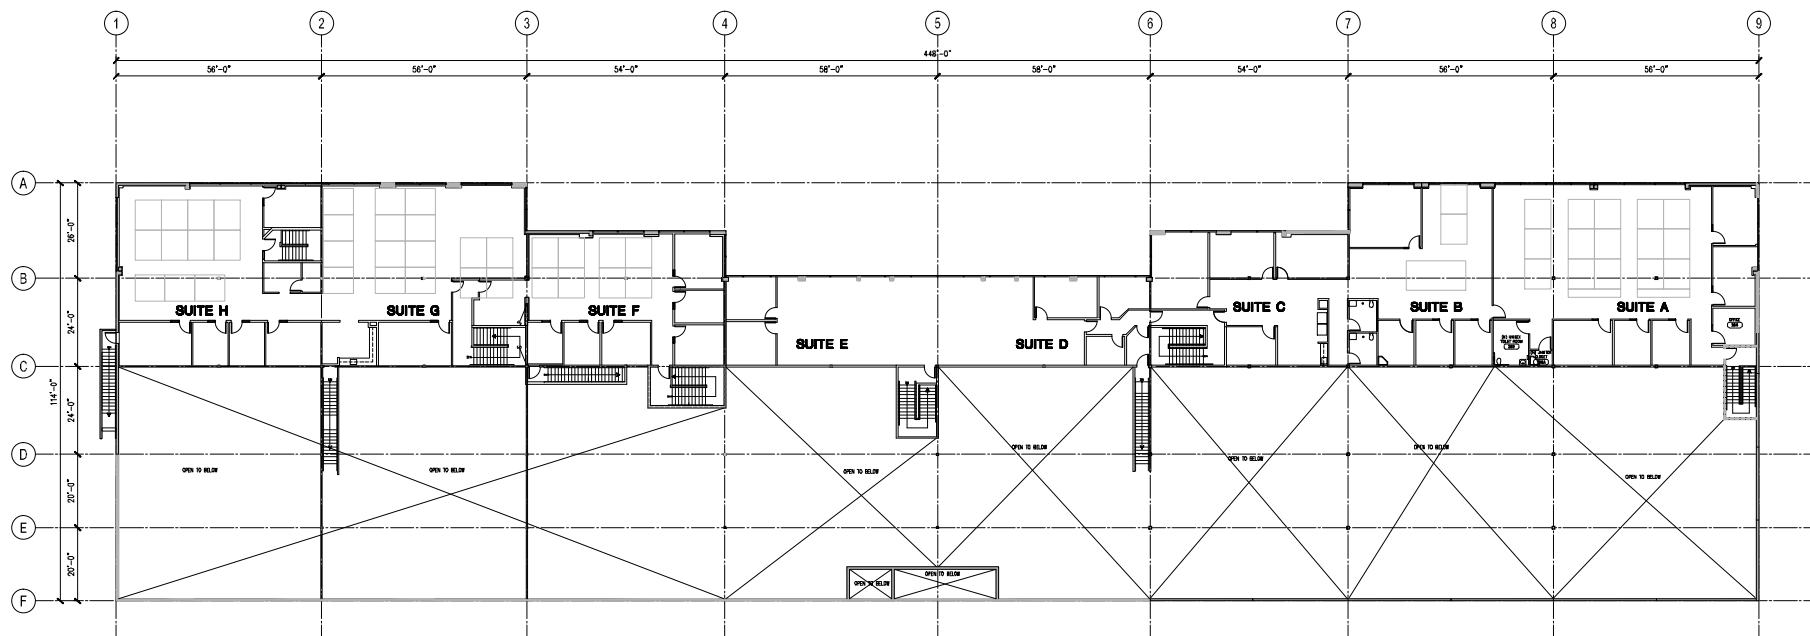 1 2 3 4 5 6 7 8 9
448'-0"
56'-0" 56'-0" 54'-0" 58'-0" 58'-0" 54'-0" 56'-0" 56'-0"
A
26'-0"
B
SUITE H SUITE G SUITE F SUITE E SUITE D SUITE C SUITE B SUITE A
24'-0"
OFFICE
TOILET ROOM
C
114'-0"
24'-0"
D
OPEN TO BELOW OPEN TO BELOW OPEN TO BELOW OPEN TO BELOW OPEN TO BELOW OPEN TO BELOW OPEN TO BELOW
20'-0"
E
20'-0"
OPEN TO BELOW OPEN TO BELOW
F